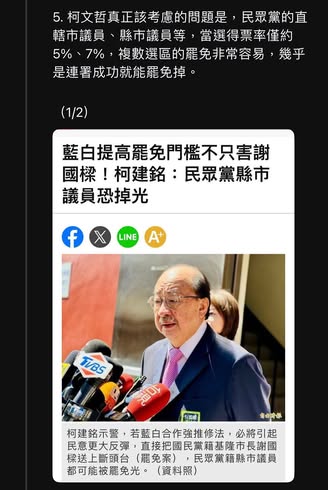 5. 柯文哲真正該考慮的問題是，民眾黨的直
轄市議員、縣市議員等，當選得票率僅約
5%、7%，複數選區的罷免非常容易，幾乎
是連署成功就能罷免掉。
（1/2）
藍白提高罷免門檻不只害謝
國樑！柯建銘：民眾黨縣市
議員恐掉光
LINE
A+
TVBS
自由時報
柯建銘示警，若藍白合作強推修法，必將引起
民意更大反彈，直接把國民黨籍基隆市長謝國
樑送上斷頭台（罷免案），民眾黨籍縣市議員
都可能被罷免光。（資料照）